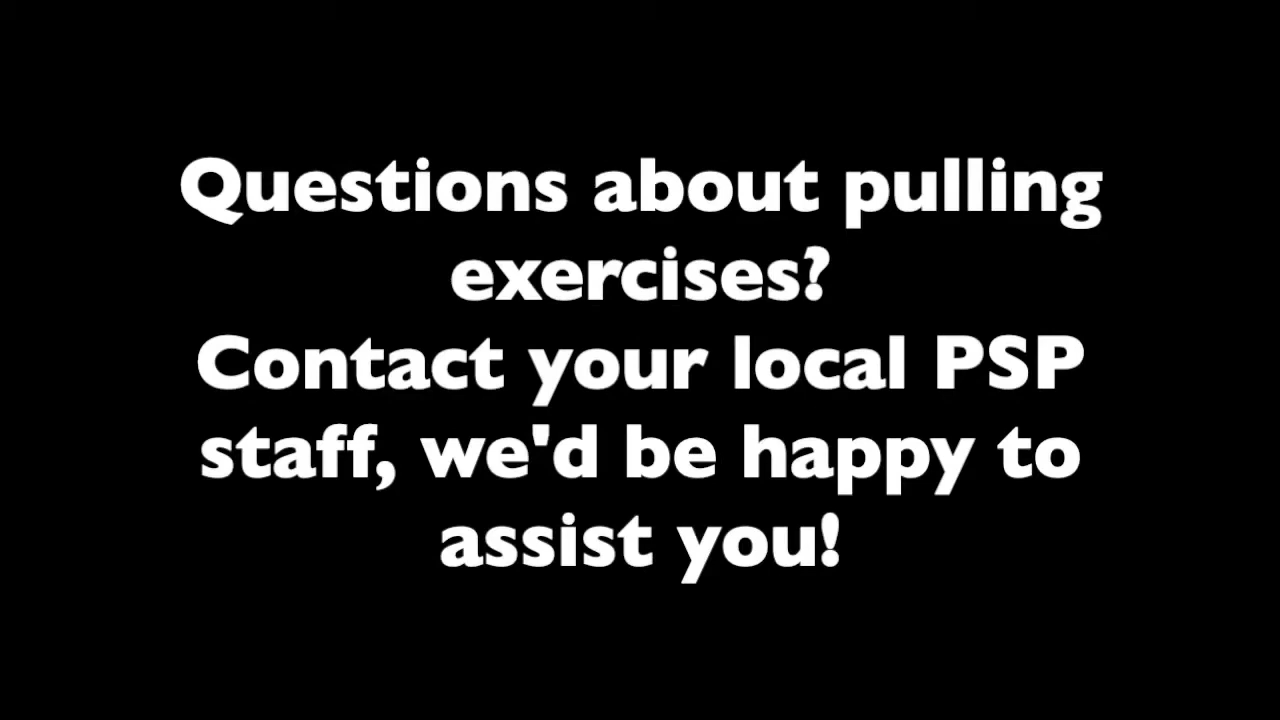 Questions about pulling
exercises?
Contact your local PSP
staff, we'd be happy to
assist you!